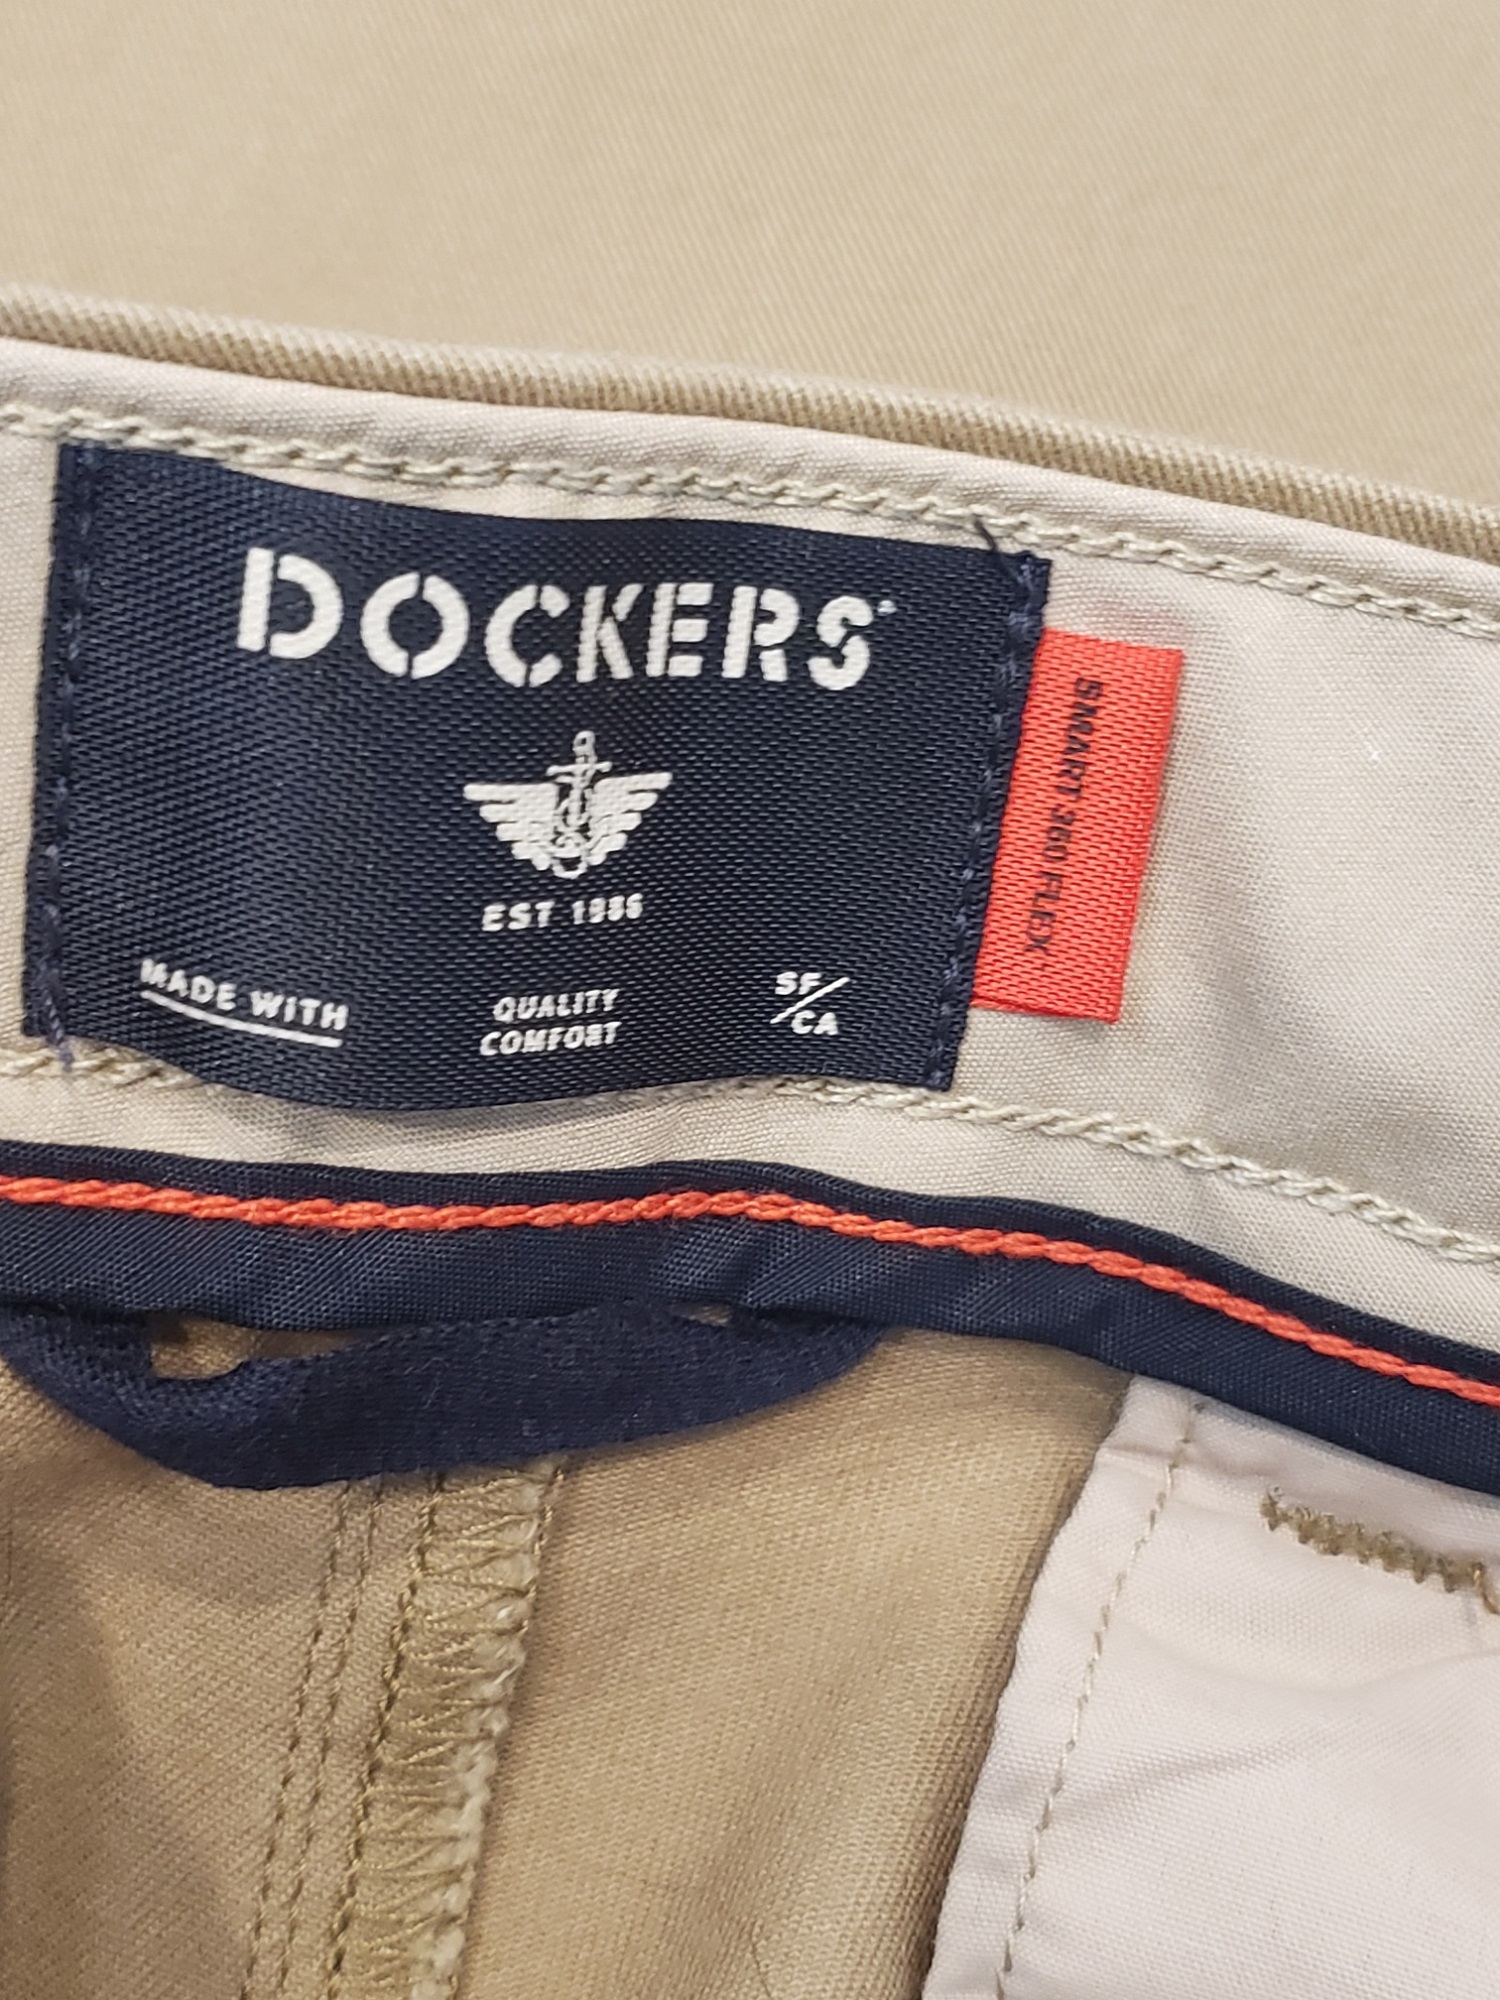 DOCKERS®
EST 1986
MADE WITH
QUALITY
COMFORT
SF/
CA
SMART 360 FLEX